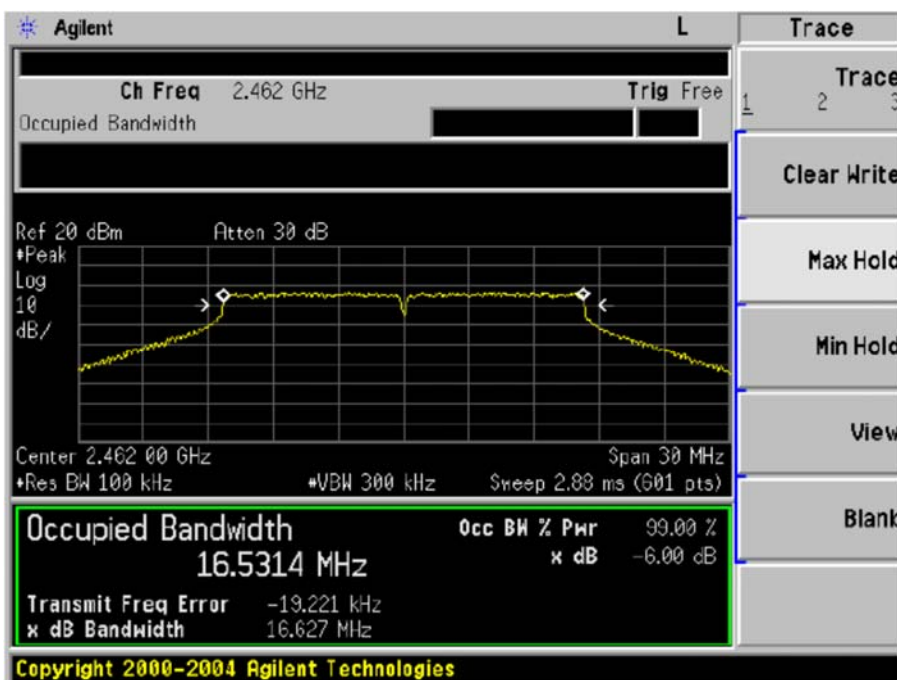 Agilent L Trace
Ch Freq 2.462 GHz Trig Free
Occupied Bandwidth
Trace
1 2 3
Clear Write
Ref 20 dBm Atten 30 dB
#Peak
Log
10
dB/
Max Hold
Min Hold
View
Center 2.462 00 GHz Span 30 MHz
#Res BW 100 kHz #VBW 300 kHz Sweep 2.88 ms (601 pts)
Blank
Occupied Bandwidth Occ BW % Pwr 99.00 %
16.5314 MHz x dB -6.00 dB
Transmit Freq Error -19.221 kHz
x dB Bandwidth 16.627 MHz
Copyright 2000-2004 Agilent Technologies